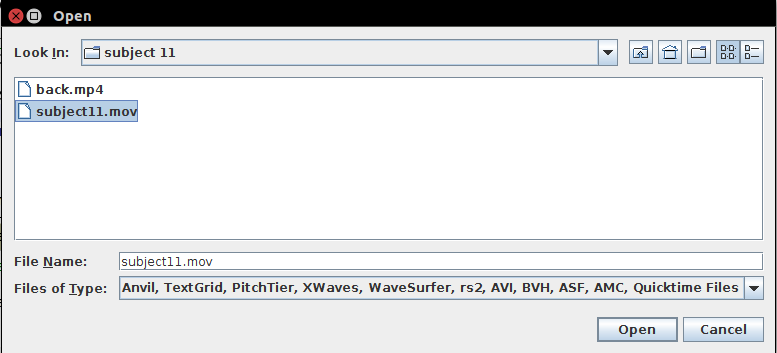 Open
Look In: subject 11
back.mp4
subject11.mov
File Name: subject11.mov
Files of Type: Anvil, TextGrid, PitchTier, XWaves, WaveSurfer, rs2, AVI, BVH, ASF, AMC, Quicktime Files
Open Cancel